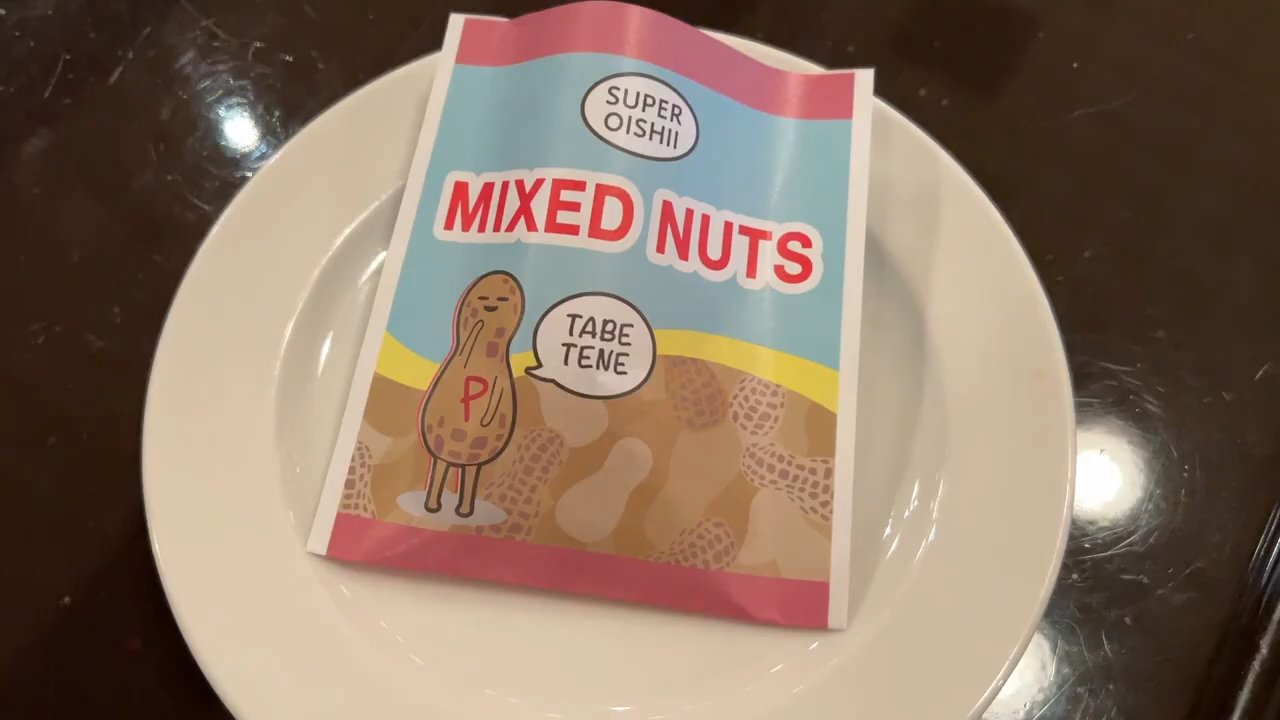 SUPER
OISHII
MIXED NUTS
TABE
TENE
P